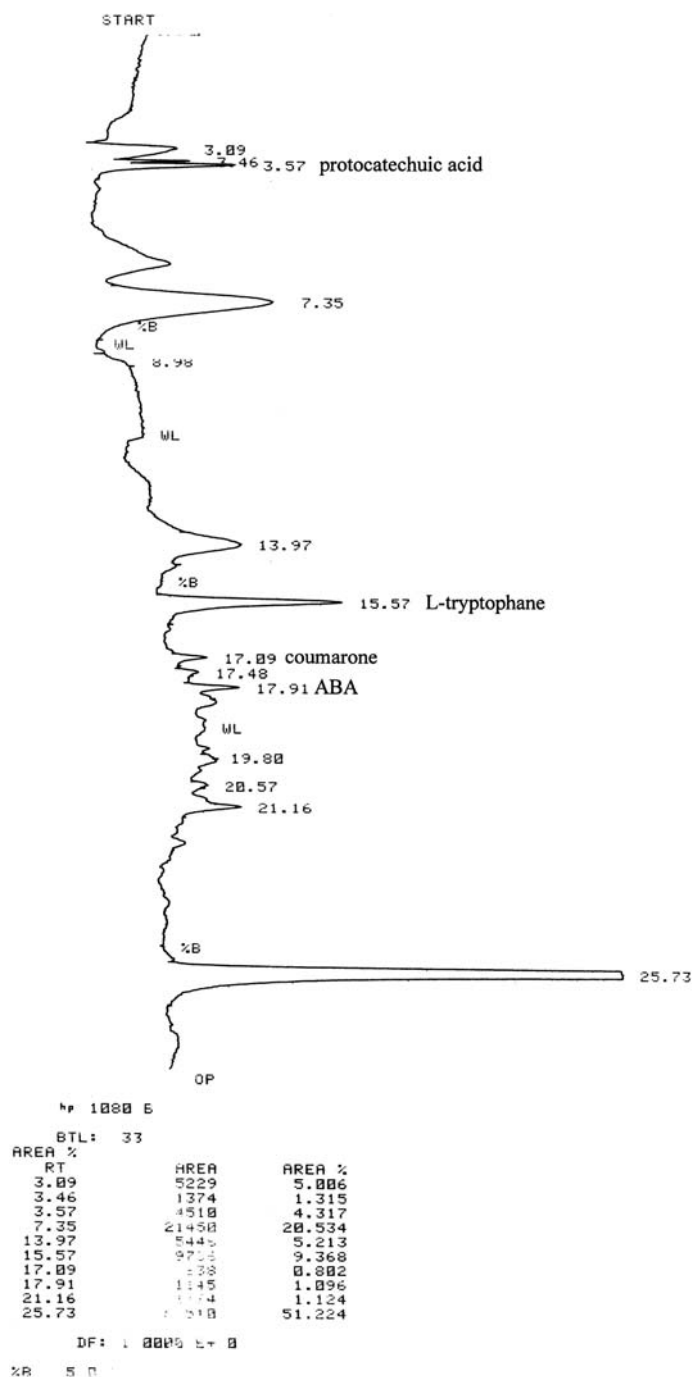 START
3.09
3.46 3.57 protocatechuic acid
7.35
%B
WL
8.98
WL
13.97
%B
15.57 L-tryptophane
17.09 coumarone
17.48
17.91 ABA
WL
19.80
20.57
21.16
%B
25.73
OP
hp 1080 B
BTL: 33
AREA %
RT AREA AREA %
3.09 5229 5.006
3.46 1374 1.315
3.57 4510 4.317
7.35 21450 20.534
13.97 5.213
15.57 9.368
17.09 0.802
17.91 1145 1.096
21.16 1.124
25.73 51.224
DF: 1.0000 E+ 0
%B